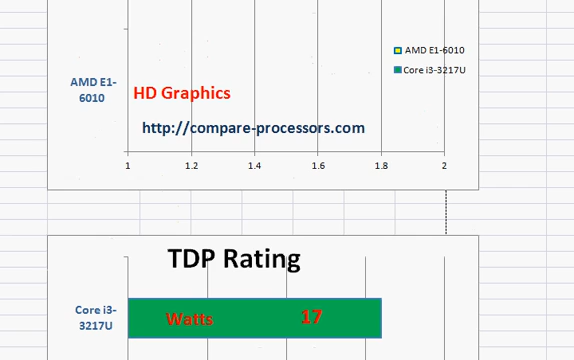 AMD E1-6010
Core i3-3217U
AMD E1-
6010
HD Graphics
http://compare-processors.com
1 1.2 1.4 1.6 1.8 2
TDP Rating
Core i3-
3217U
Watts 17